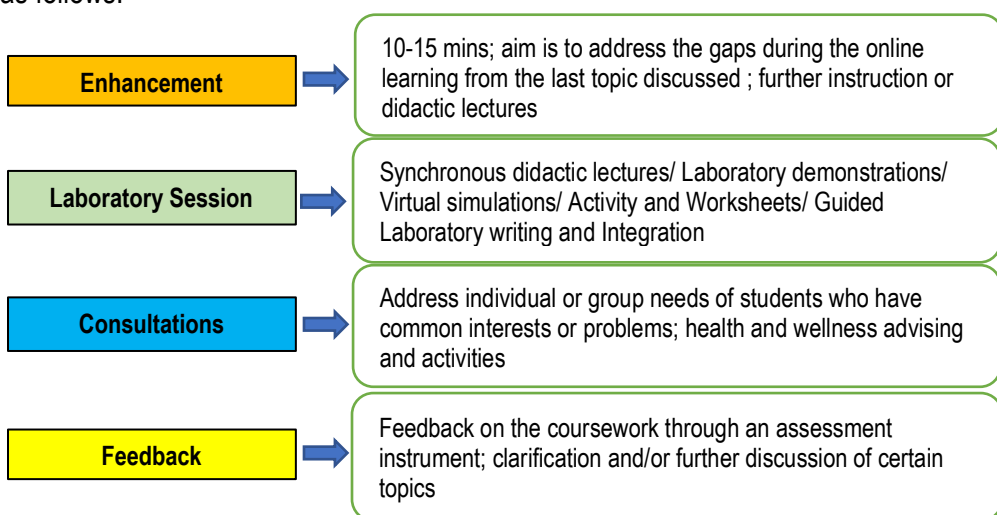 as follows:
Enhancement
10-15 mins; aim is to address the gaps during the online
learning from the last topic discussed ; further instruction or
didactic lectures
Laboratory Session
Synchronous didactic lectures/ Laboratory demonstrations/
Virtual simulations/ Activity and Worksheets/ Guided
Laboratory writing and Integration
Consultations
Address individual or group needs of students who have
common interests or problems; health and wellness advising
and activities
Feedback
Feedback on the coursework through an assessment
instrument; clarification and/or further discussion of certain
topics